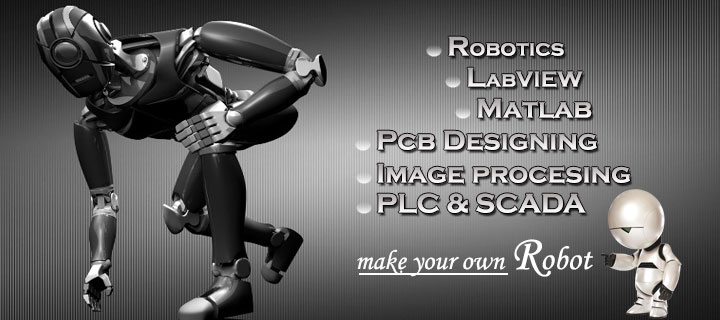 Robotics
LabVIEW
Matlab
Pcb Designing
Image procesing
PLC & SCADA
make your own Robot